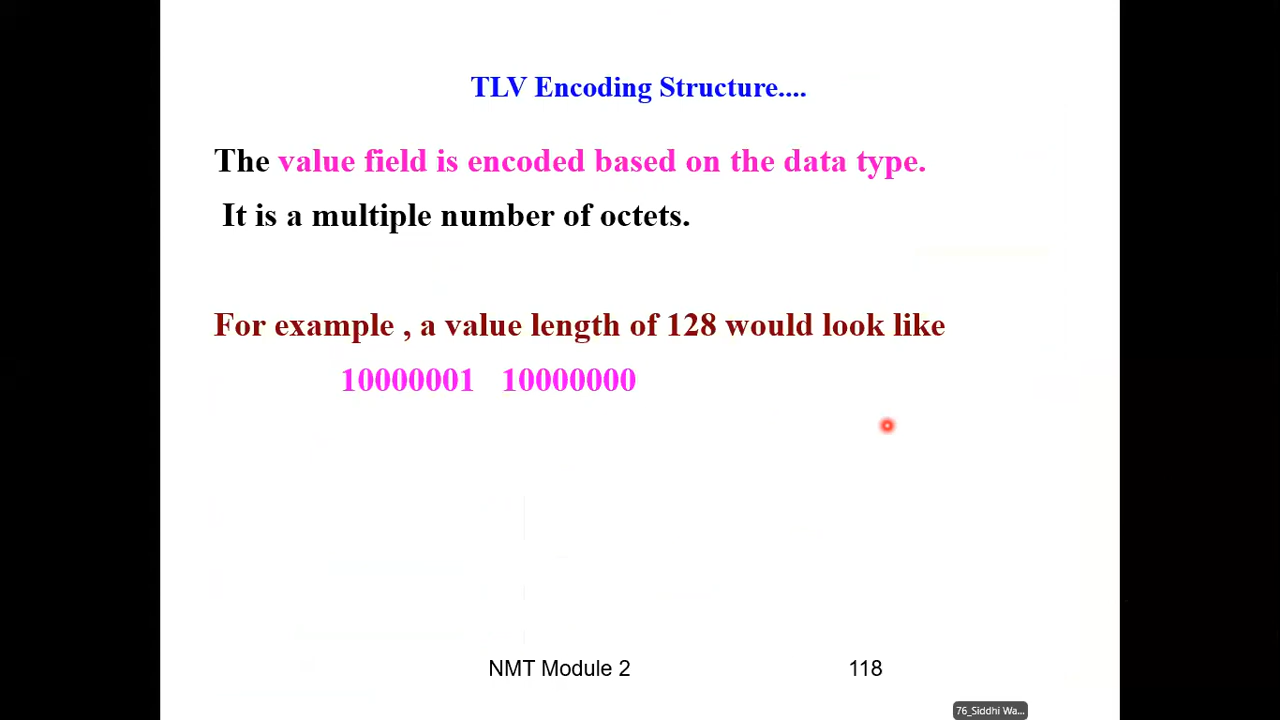 TLV Encoding Structure....
The value field is encoded based on the data type.
It is a multiple number of octets.
For example , a value length of 128 would look like
10000001 10000000
NMT Module 2
118
76_Siddhi Wa...